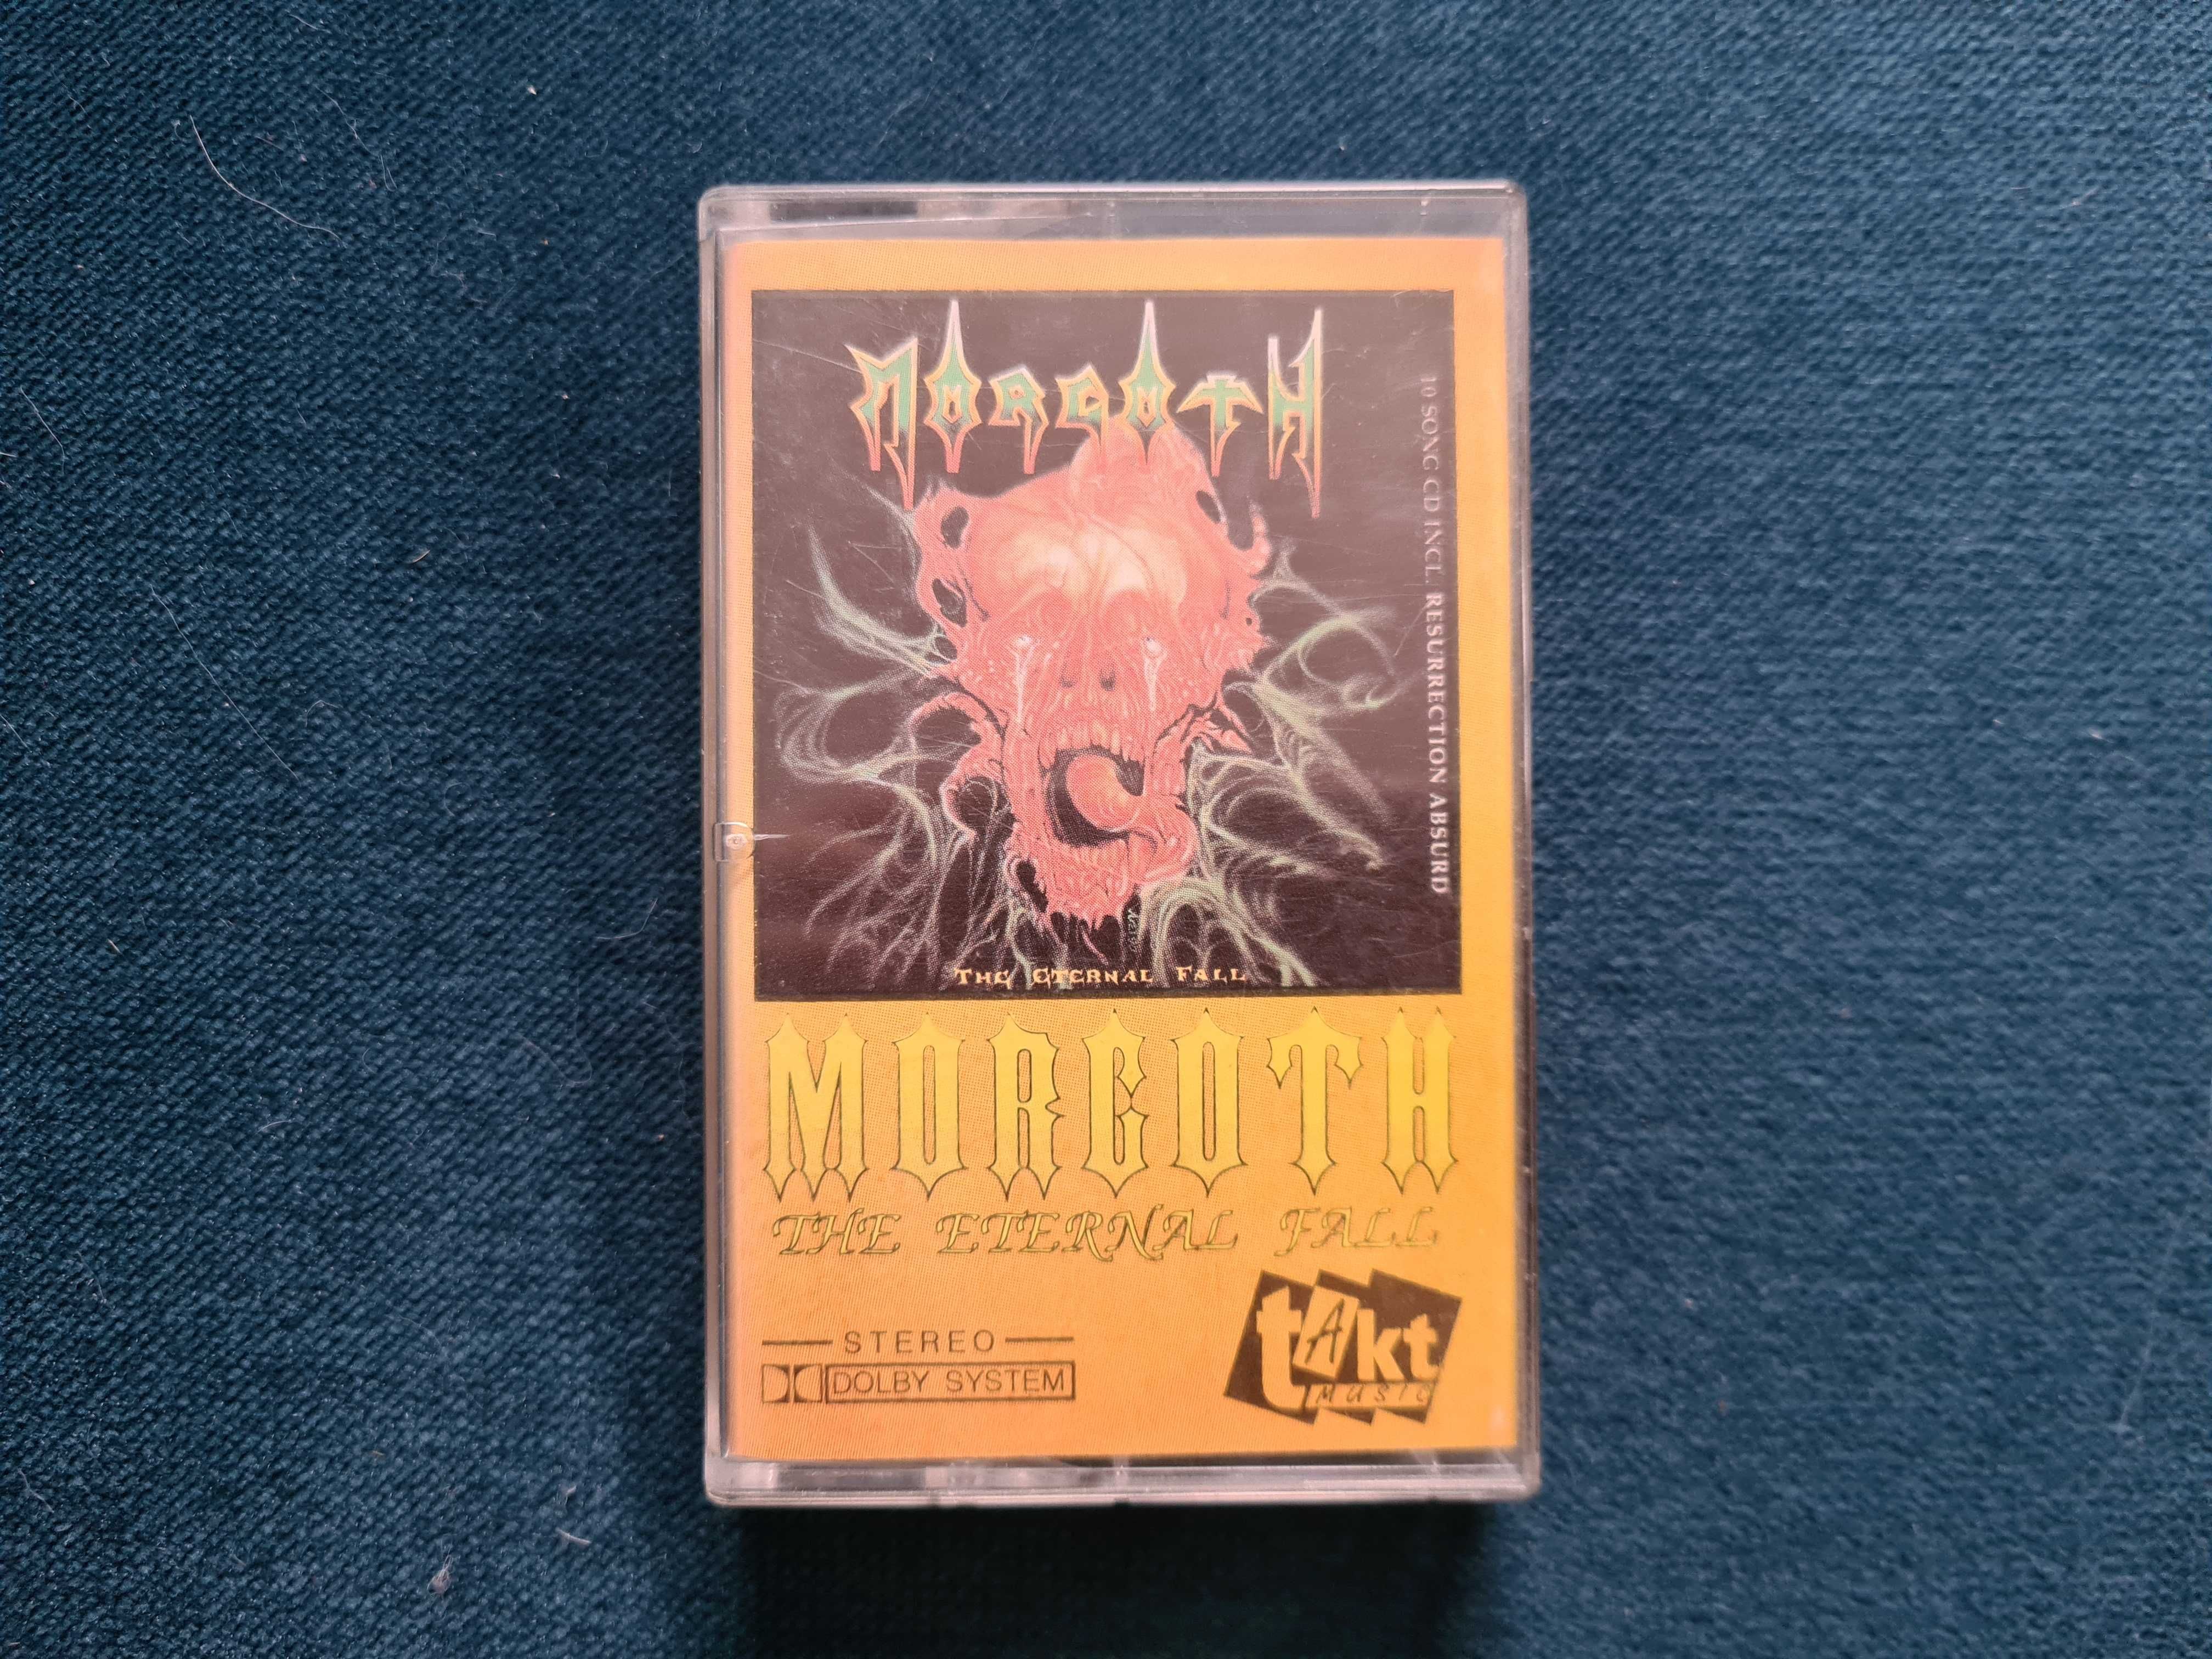 MORGOTH
10 SONG CD INCL. RESURRECTION ABSURD
THE ETERNAL FALL
MORGOTH
THE ETERNAL FALL
STEREO
DOLBY SYSTEM
tAkt
MUSIC